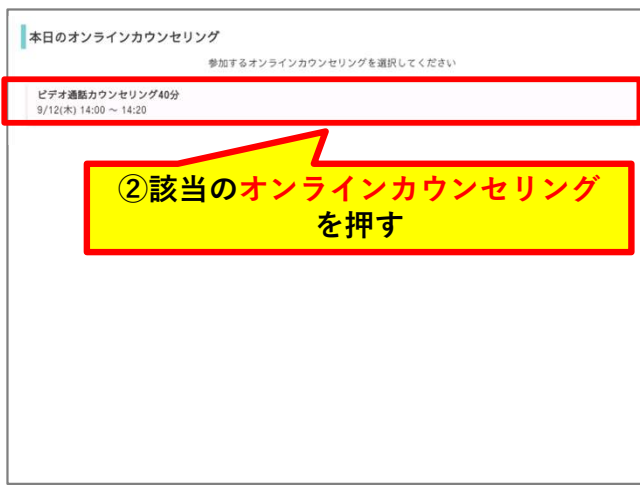 本日のオンラインカウンセリング
参加するオンラインカウンセリングを選択してください
ビデオ通話カウンセリング40分
9/12(木) 14:00 ～ 14:20
②該当のオンラインカウンセリング
を押す